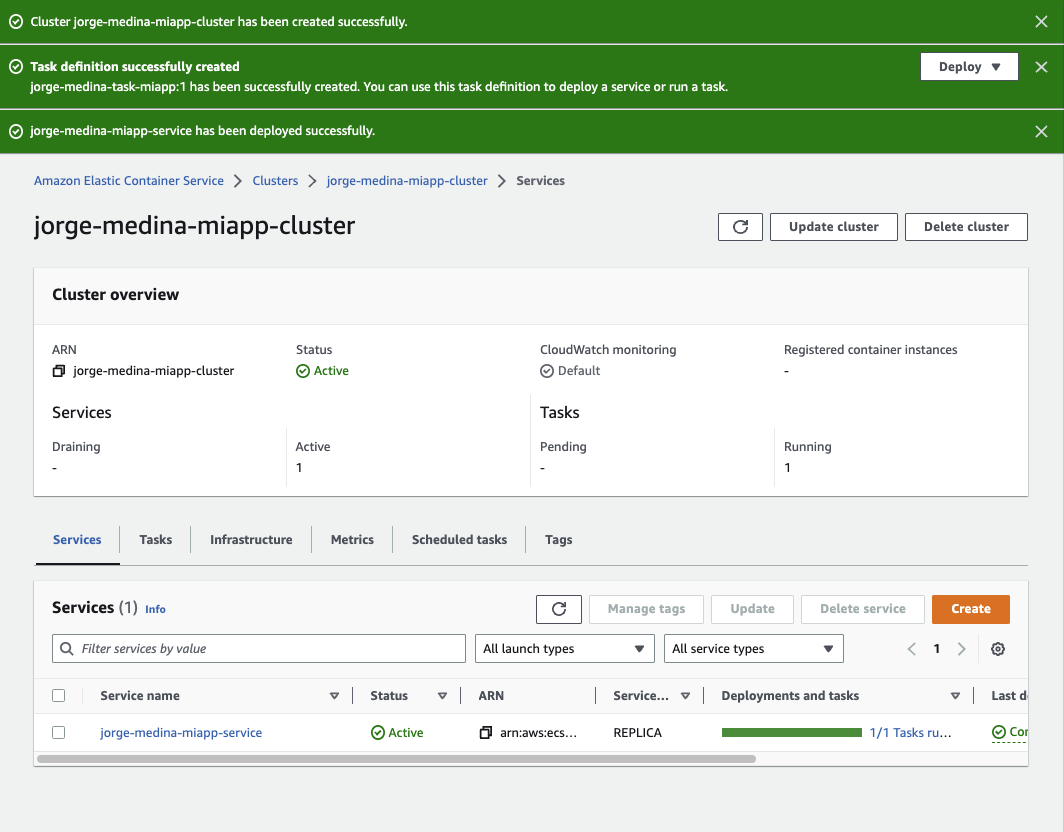 Cluster jorge-medina-miapp-cluster has been created successfully.
Task definition successfully created
Deploy
jorge-medina-task-miapp:1 has been successfully created. You can use this task definition to deploy a service or run a task.
jorge-medina-miapp-service has been deployed successfully.
Amazon Elastic Container Service > Clusters > jorge-medina-miapp-cluster > Services
jorge-medina-miapp-cluster
Update cluster
Delete cluster
Cluster overview
ARN
jorge-medina-miapp-cluster
Status
Active
CloudWatch monitoring
Default
Registered container instances
-
Services
Draining
-
Active
1
Tasks
Pending
-
Running
1
Services Tasks Infrastructure Metrics Scheduled tasks Tags
Services (1) Info
Manage tags Update Delete service Create
Filter services by value
All launch types
All service types
1
Service name Status ARN Service... Deployments and tasks Last d
jorge-medina-miapp-service Active arn:aws:ecs... REPLICA 1/1 Tasks ru... Co